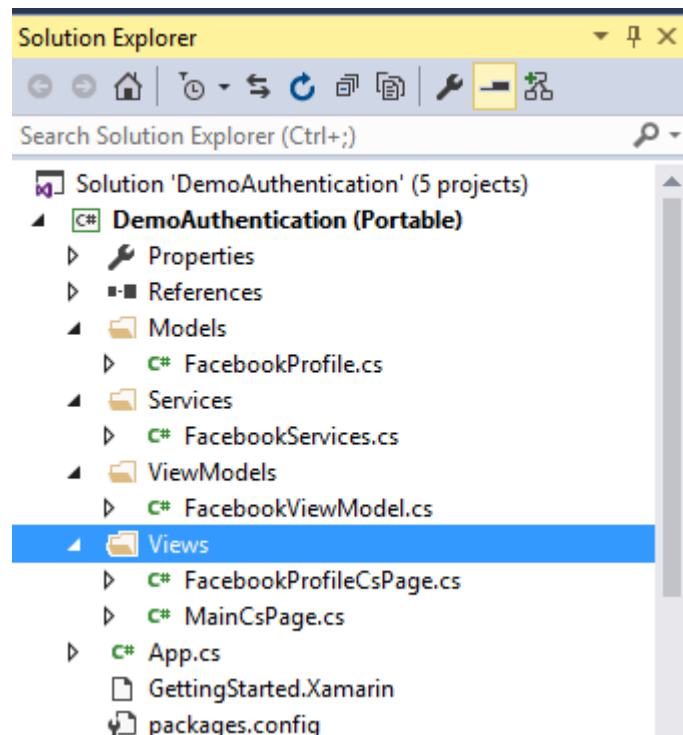 Solution Explorer
Search Solution Explorer (Ctrl+;)
Solution 'DemoAuthentication' (5 projects)
C# DemoAuthentication (Portable)
Properties
References
Models
C# FacebookProfile.cs
Services
C# FacebookServices.cs
ViewModels
C# FacebookViewModel.cs
Views
C# FacebookProfileCsPage.cs
C# MainCsPage.cs
C# App.cs
GettingStarted.Xamarin
packages.config